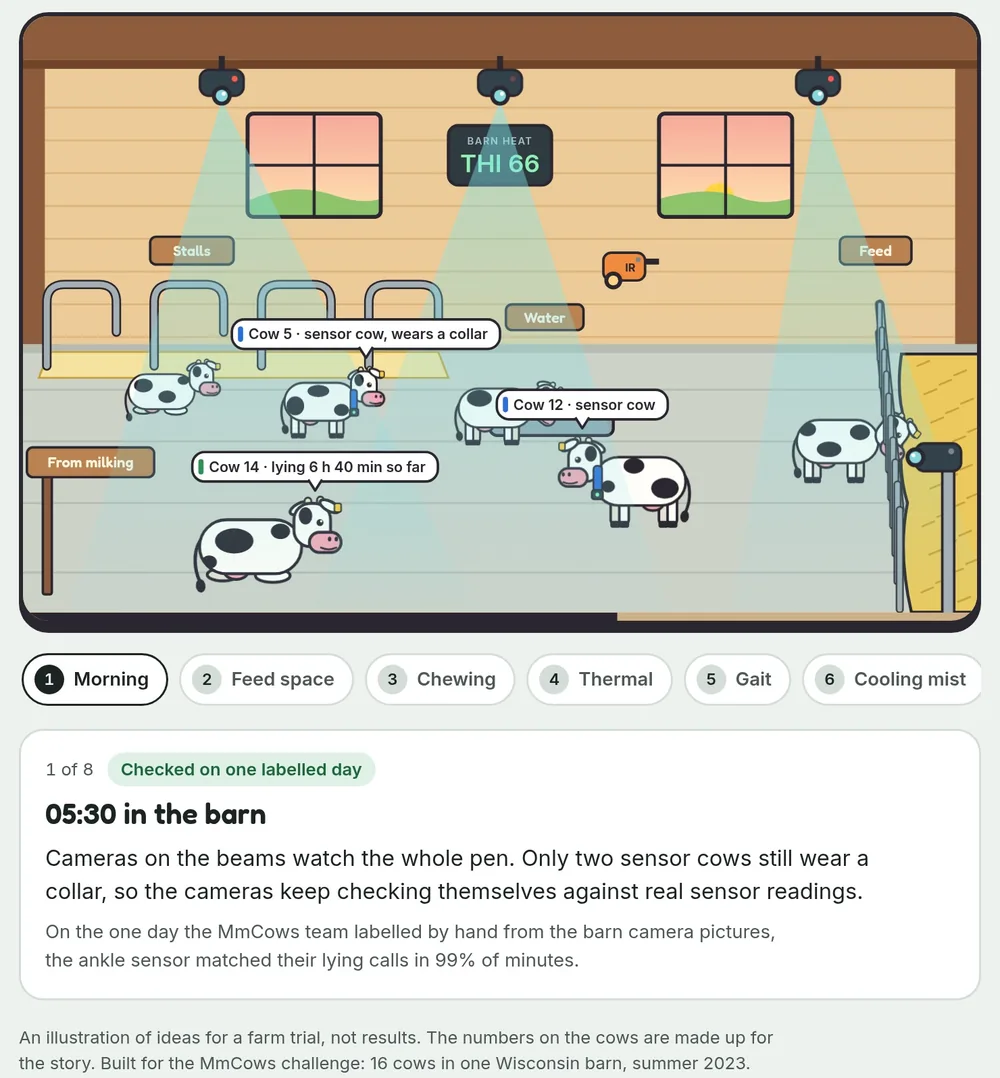 BARN HEAT
THI 66
Stalls
Feed
IR
Water
Cow 5 · sensor cow, wears a collar
Cow 12 · sensor cow
From milking
Cow 14 · lying 6 h 40 min so far
1 Morning
2 Feed space
3 Chewing
4 Thermal
5 Gait
6 Cooling mist
1 of 8 Checked on one labelled day
05:30 in the barn
Cameras on the beams watch the whole pen. Only two sensor cows still wear a
collar, so the cameras keep checking themselves against real sensor readings.
On the one day the MmCows team labelled by hand from the barn camera pictures,
the ankle sensor matched their lying calls in 99% of minutes.
An illustration of ideas for a farm trial, not results. The numbers on the cows are made up for
the story. Built for the MmCows challenge: 16 cows in one Wisconsin barn, summer 2023.